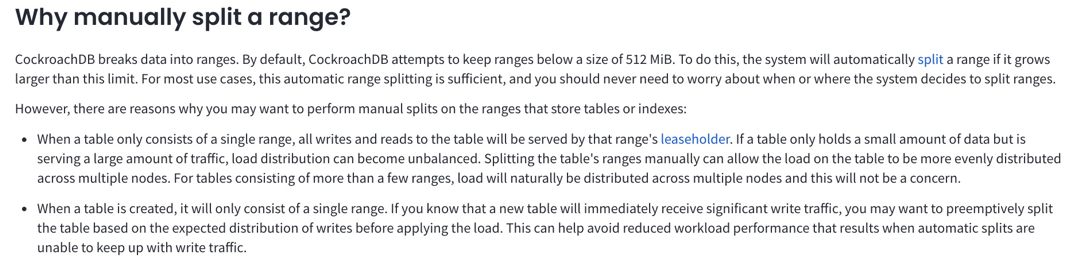 Why manually split a range?
CockroachDB breaks data into ranges. By default, CockroachDB attempts to keep ranges below a size of 512 MiB. To do this, the system will automatically split a range if it grows
larger than this limit. For most use cases, this automatic range splitting is sufficient, and you should never need to worry about when or where the system decides to split ranges.
However, there are reasons why you may want to perform manual splits on the ranges that store tables or indexes:
• When a table only consists of a single range, all writes and reads to the table will be served by that range's leaseholder. If a table only holds a small amount of data but is
serving a large amount of traffic, load distribution can become unbalanced. Splitting the table's ranges manually can allow the load on the table to be more evenly distributed
across multiple nodes. For tables consisting of more than a few ranges, load will naturally be distributed across multiple nodes and this will not be a concern.
• When a table is created, it will only consist of a single range. If you know that a new table will immediately receive significant write traffic, you may want to preemptively split
the table based on the expected distribution of writes before applying the load. This can help avoid reduced workload performance that results when automatic splits are
unable to keep up with write traffic.